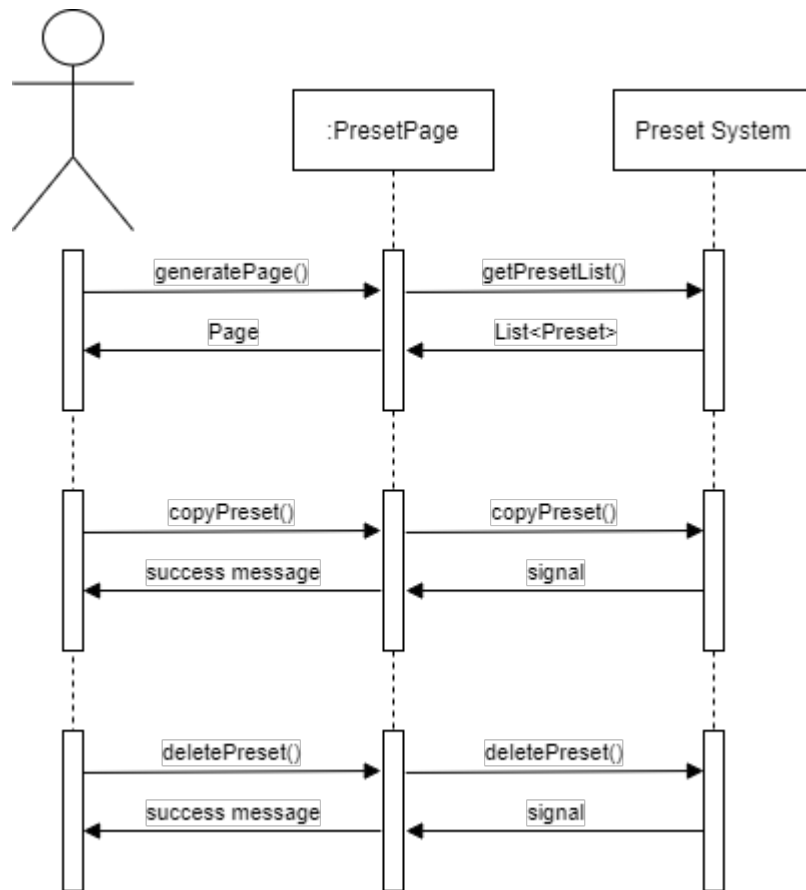 :PresetPage
Preset System
generatePage()
getPresetList()
Page
List<Preset>
copyPreset()
copyPreset()
success message
signal
deletePreset()
deletePreset()
success message
signal